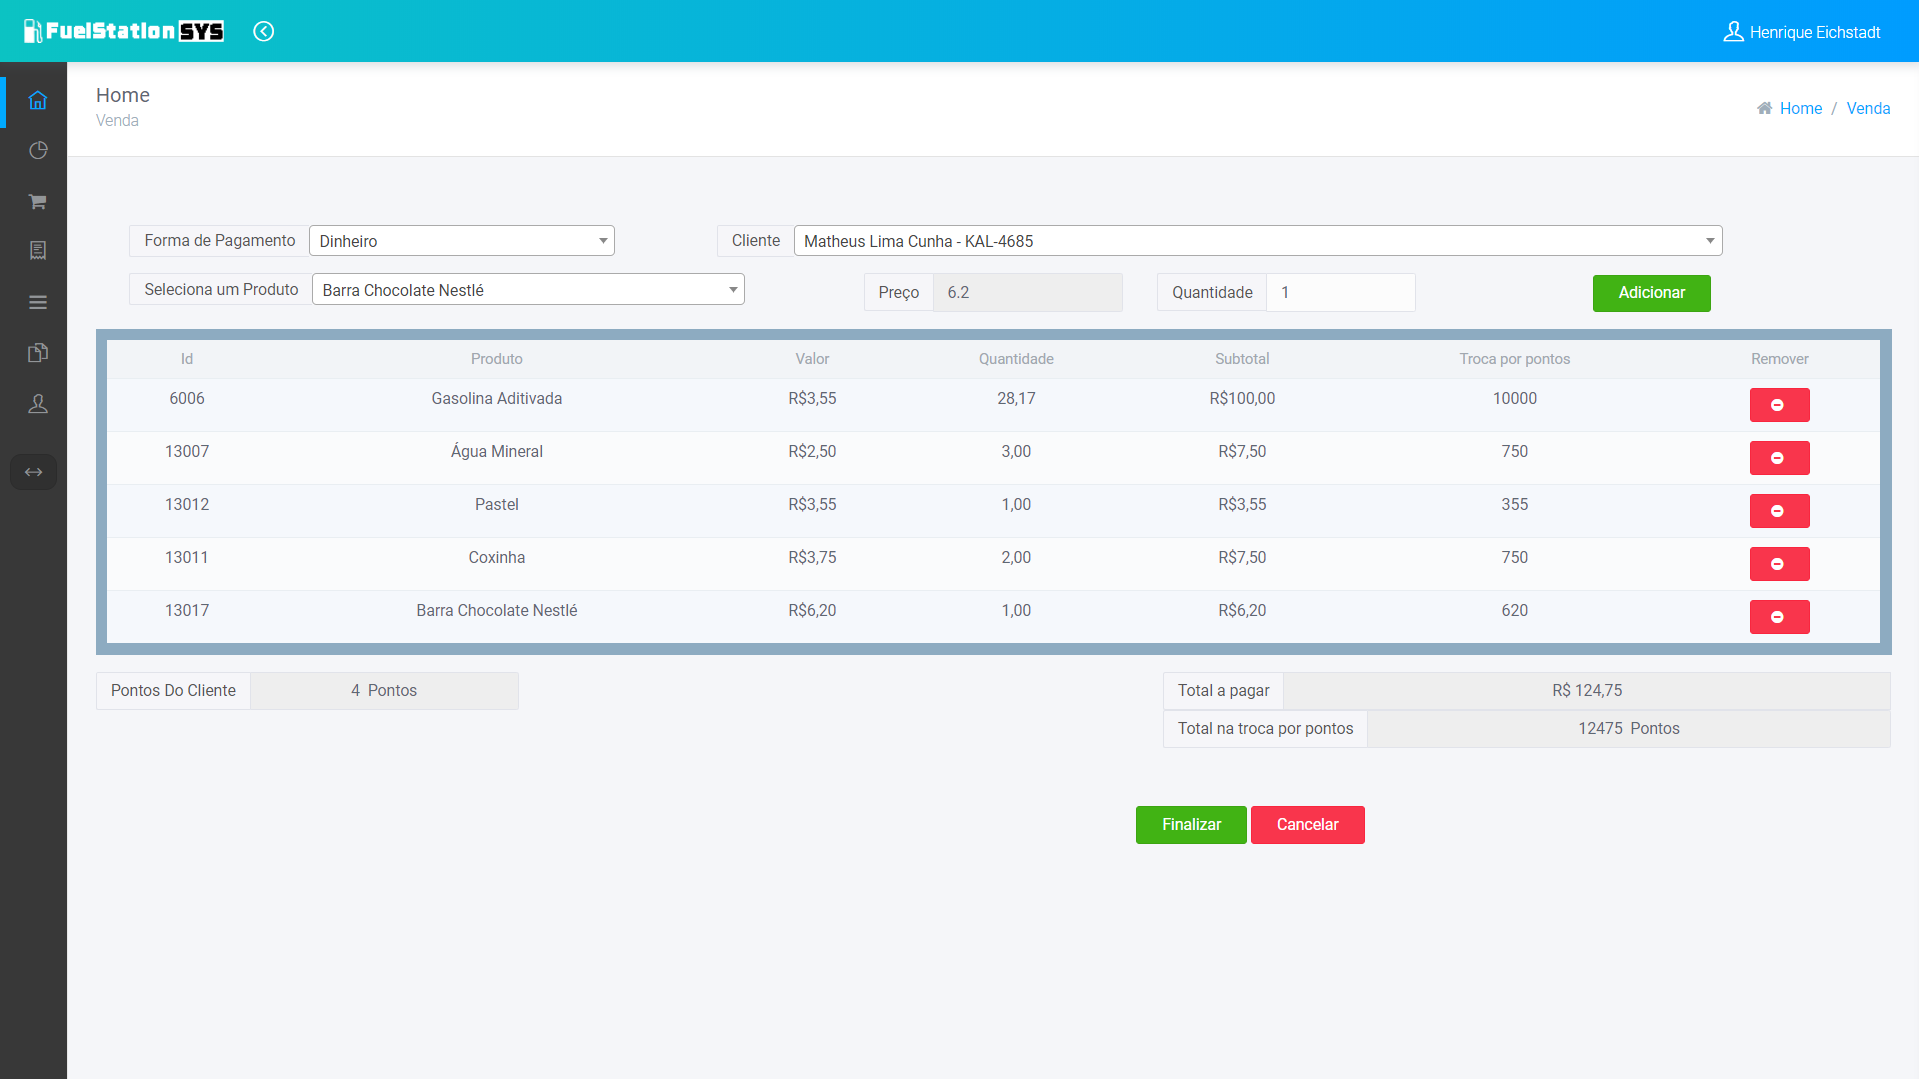 FuelStation SYS
Henrique Eichstadt
Home
Venda
Home / Venda
Forma de Pagamento Dinheiro Cliente Matheus Lima Cunha - KAL-4685
Seleciona um Produto Barra Chocolate Nestlé Preço 6.2 Quantidade 1 Adicionar
Id Produto Valor Quantidade Subtotal Troca por pontos Remover
6006 Gasolina Aditivada R$3,55 28,17 R$100,00 10000
13007 Água Mineral R$2,50 3,00 R$7,50 750
13012 Pastel R$3,55 1,00 R$3,55 355
13011 Coxinha R$3,75 2,00 R$7,50 750
13017 Barra Chocolate Nestlé R$6,20 1,00 R$6,20 620
Pontos Do Cliente 4 Pontos Total a pagar R$ 124,75
Total na troca por pontos 12475 Pontos
Finalizar Cancelar